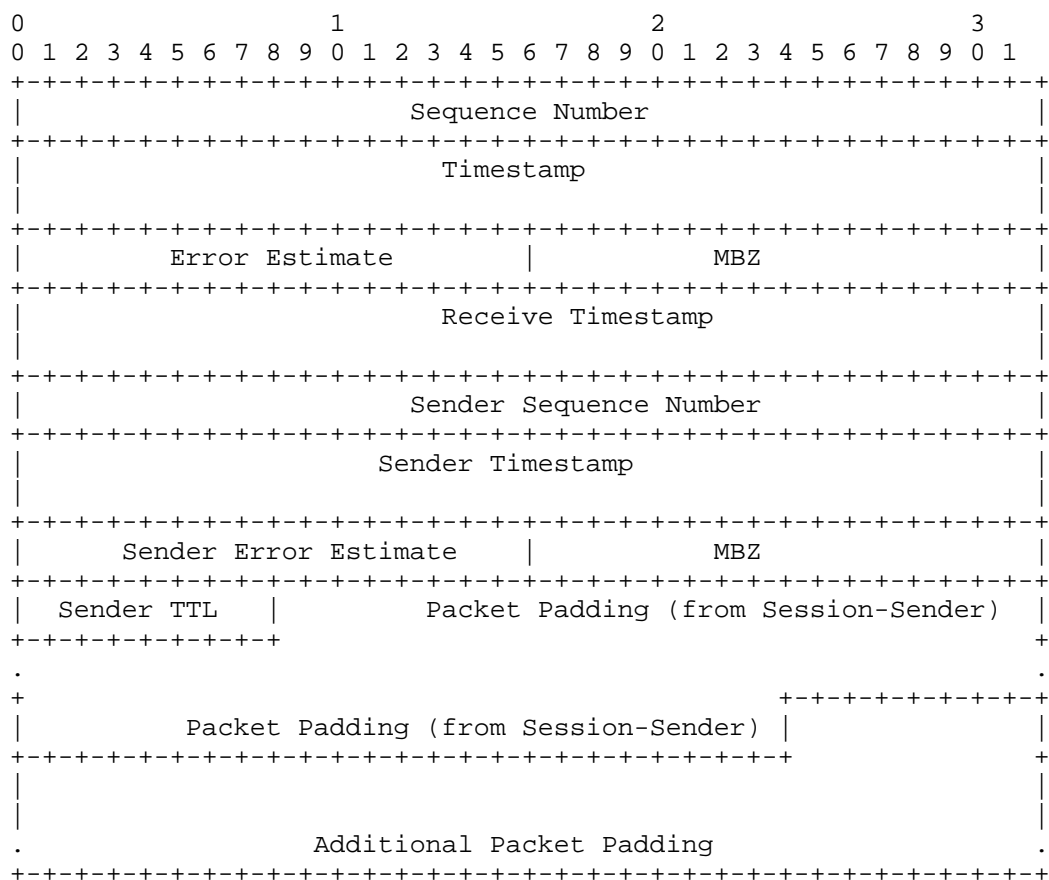 0                   1                   2                   3
0 1 2 3 4 5 6 7 8 9 0 1 2 3 4 5 6 7 8 9 0 1 2 3 4 5 6 7 8 9 0 1
+-+-+-+-+-+-+-+-+-+-+-+-+-+-+-+-+-+-+-+-+-+-+-+-+-+-+-+-+-+-+-+-+
|                        Sequence Number                        |
+-+-+-+-+-+-+-+-+-+-+-+-+-+-+-+-+-+-+-+-+-+-+-+-+-+-+-+-+-+-+-+-+
|                          Timestamp                            |
|                                                               |
+-+-+-+-+-+-+-+-+-+-+-+-+-+-+-+-+-+-+-+-+-+-+-+-+-+-+-+-+-+-+-+-+
|         Error Estimate        |           MBZ                 |
+-+-+-+-+-+-+-+-+-+-+-+-+-+-+-+-+-+-+-+-+-+-+-+-+-+-+-+-+-+-+-+-+
|                          Receive Timestamp                    |
|                                                               |
+-+-+-+-+-+-+-+-+-+-+-+-+-+-+-+-+-+-+-+-+-+-+-+-+-+-+-+-+-+-+-+-+
|                        Sender Sequence Number                 |
+-+-+-+-+-+-+-+-+-+-+-+-+-+-+-+-+-+-+-+-+-+-+-+-+-+-+-+-+-+-+-+-+
|                      Sender Timestamp                         |
|                                                               |
+-+-+-+-+-+-+-+-+-+-+-+-+-+-+-+-+-+-+-+-+-+-+-+-+-+-+-+-+-+-+-+-+
|      Sender Error Estimate    |           MBZ                 |
+-+-+-+-+-+-+-+-+-+-+-+-+-+-+-+-+-+-+-+-+-+-+-+-+-+-+-+-+-+-+-+-+
|  Sender TTL   |         Packet Padding (from Session-Sender)  |
+-+-+-+-+-+-+-+-+                                               +
.                                                               .
+                                               +-+-+-+-+-+-+-+-+
|          Packet Padding (from Session-Sender) |               |
+-+-+-+-+-+-+-+-+-+-+-+-+-+-+-+-+-+-+-+-+-+-+-+-+               +
|                                                               |
|                                                               |
.                  Additional Packet Padding                    .
+-+-+-+-+-+-+-+-+-+-+-+-+-+-+-+-+-+-+-+-+-+-+-+-+-+-+-+-+-+-+-+-+